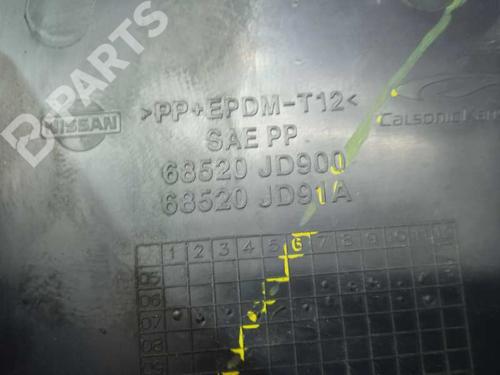 B-PARTS
NISSAN
>PP+EPDM-T12<
SAE PP
68520 JD900
68520 JD91A
1 2 3 4 5 6 7 8 9 10 11 12
05
06
07
08